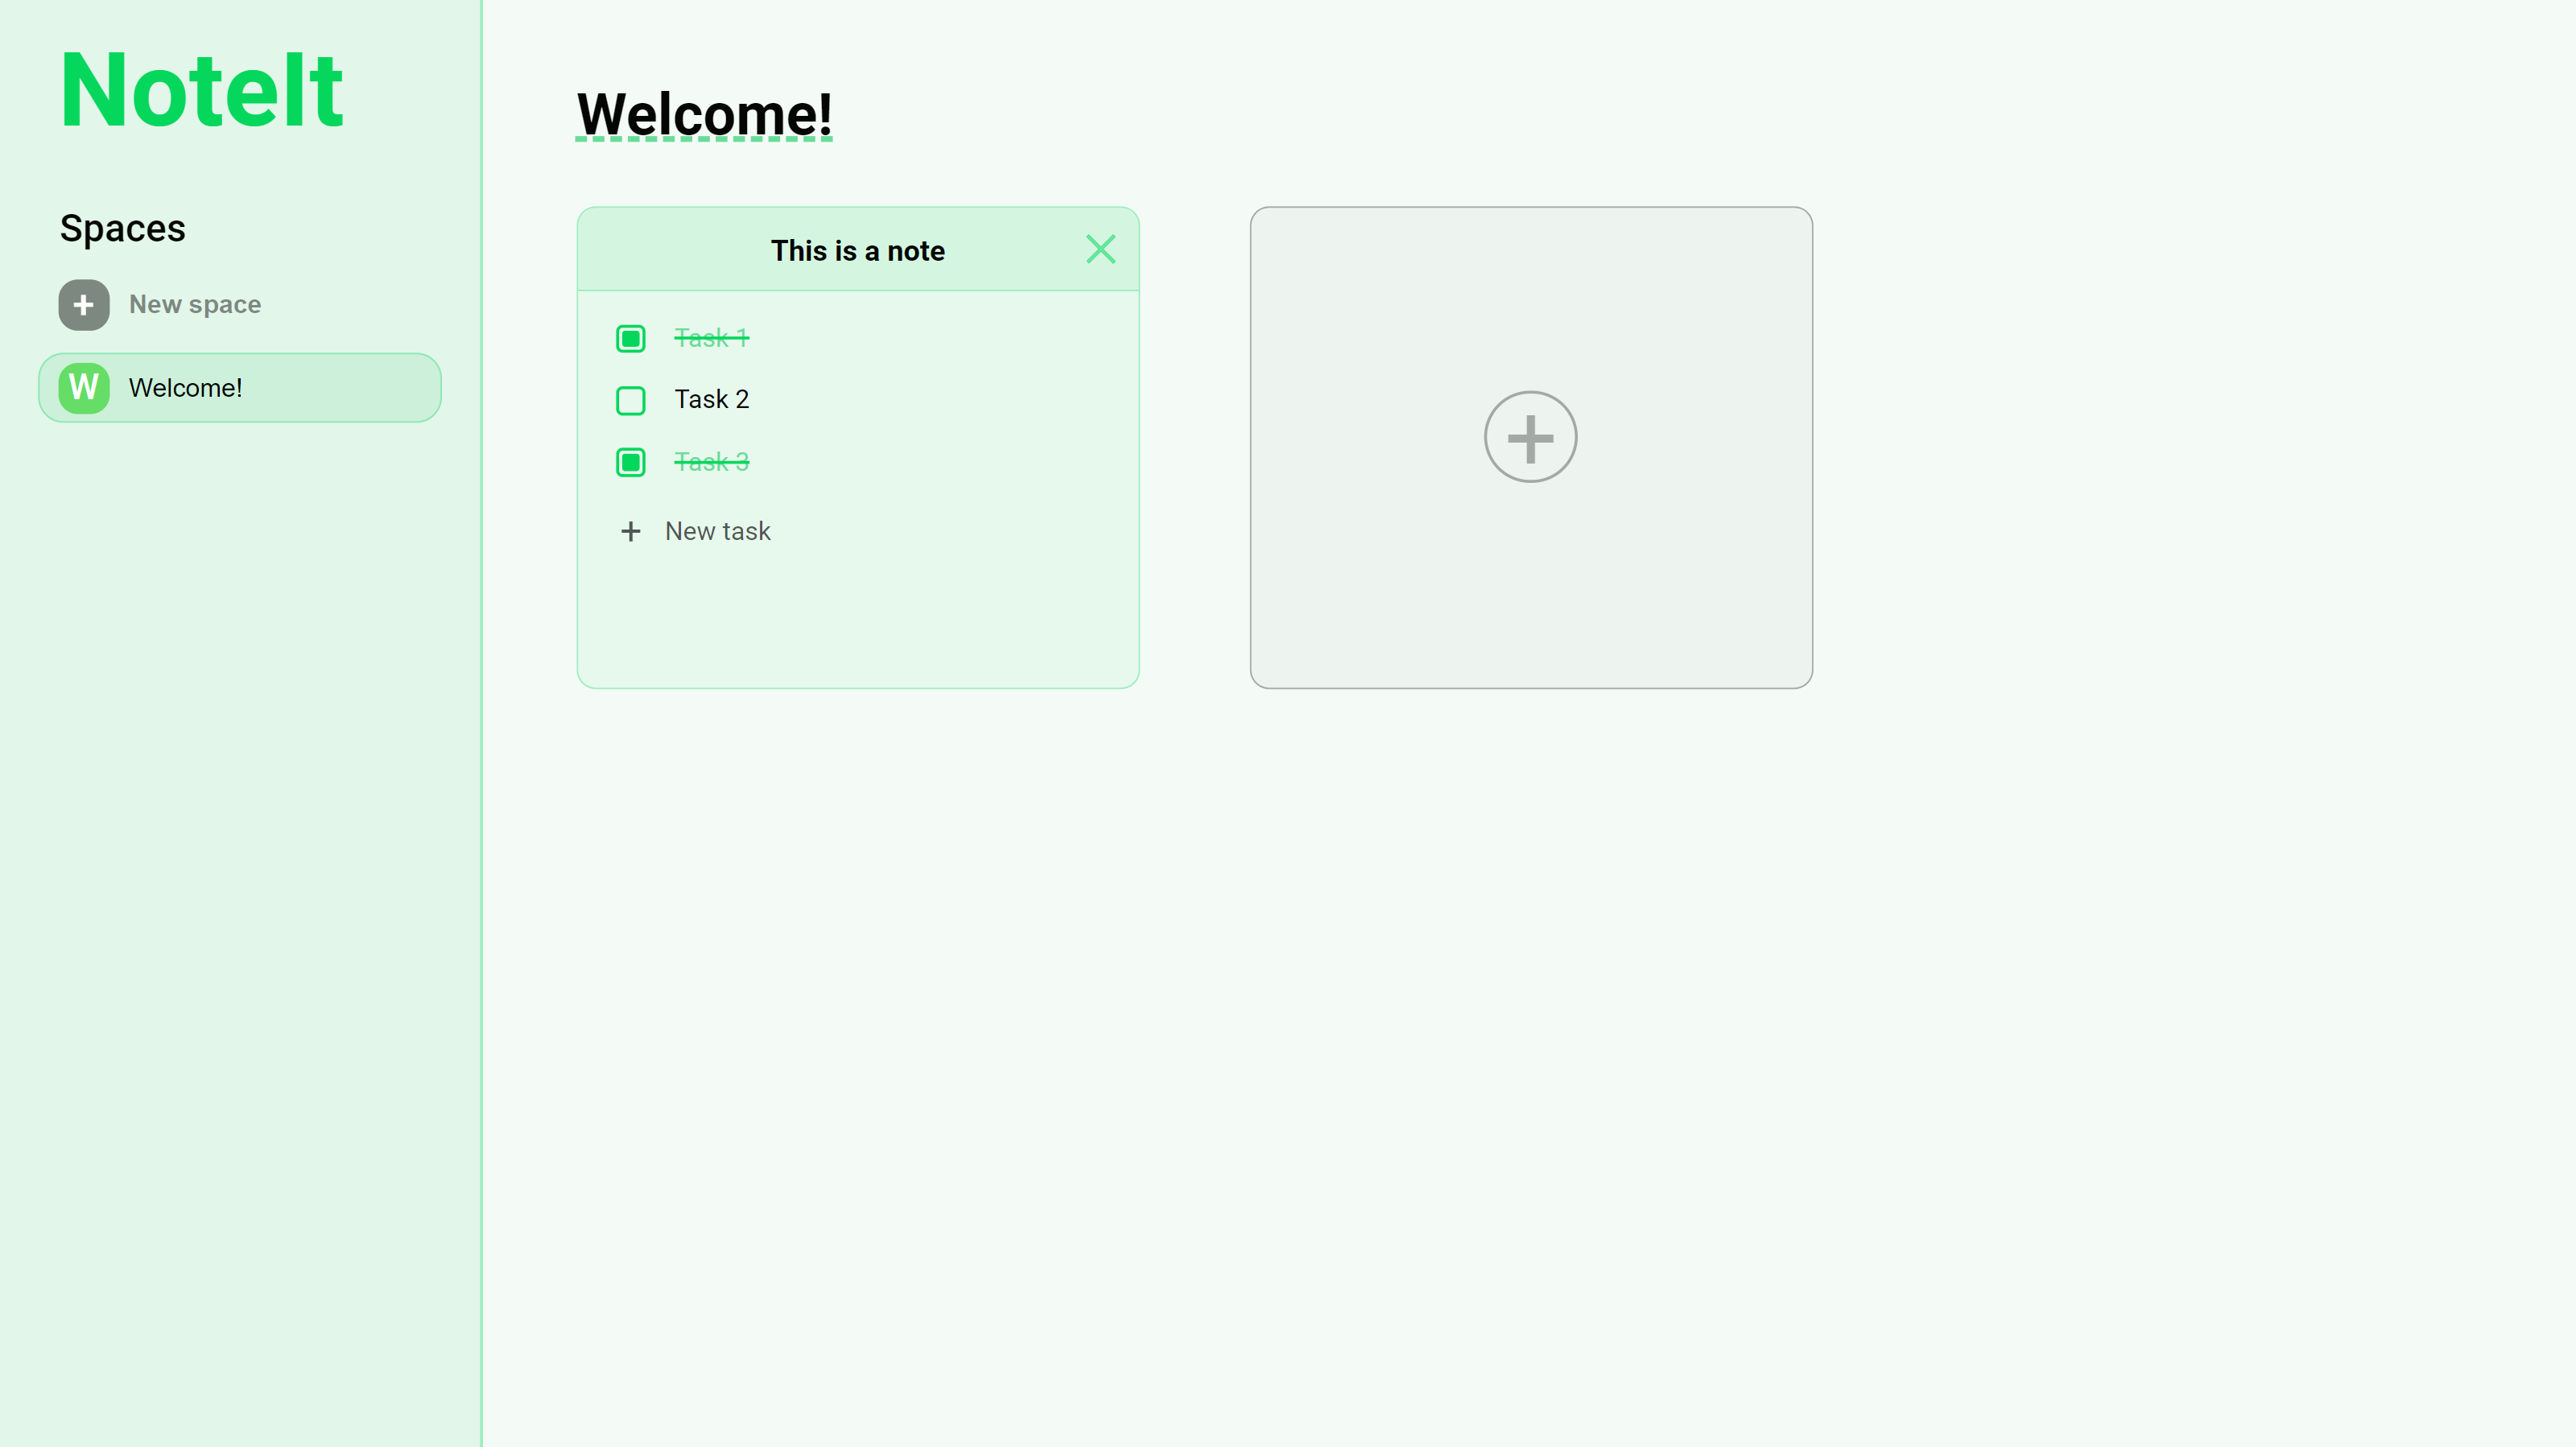 NoteIt
Spaces
+ New space
W Welcome!
Welcome!
This is a note
Task 1
Task 2
Task 3
+ New task
+